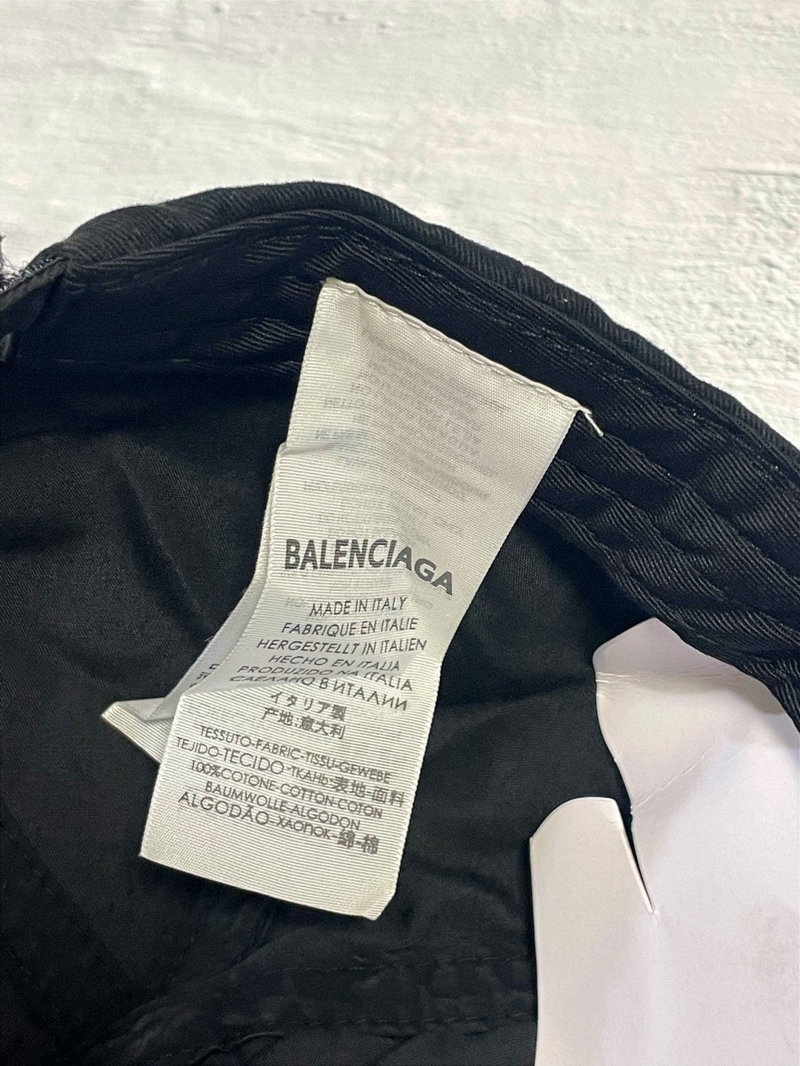 BALENCIAGA
MADE IN ITALY
FABRIQUE EN ITALIE
HERGESTELLT IN ITALIEN
HECHO EN ITALIA
PRODUZIDO NA ITALIA
СДЕЛАНО В ИТАЛИИ
イタリア製
产地:意大利
TESSUTO-FABRIC-TISSU-GEWEBE
TEJIDO-TECIDO-ТКАНЬ-表地-面料
100%COTONE-COTTON-COTON
BAUMWOLLE-ALGODON
ALGODÃO-ХЛОПОК-綿-棉